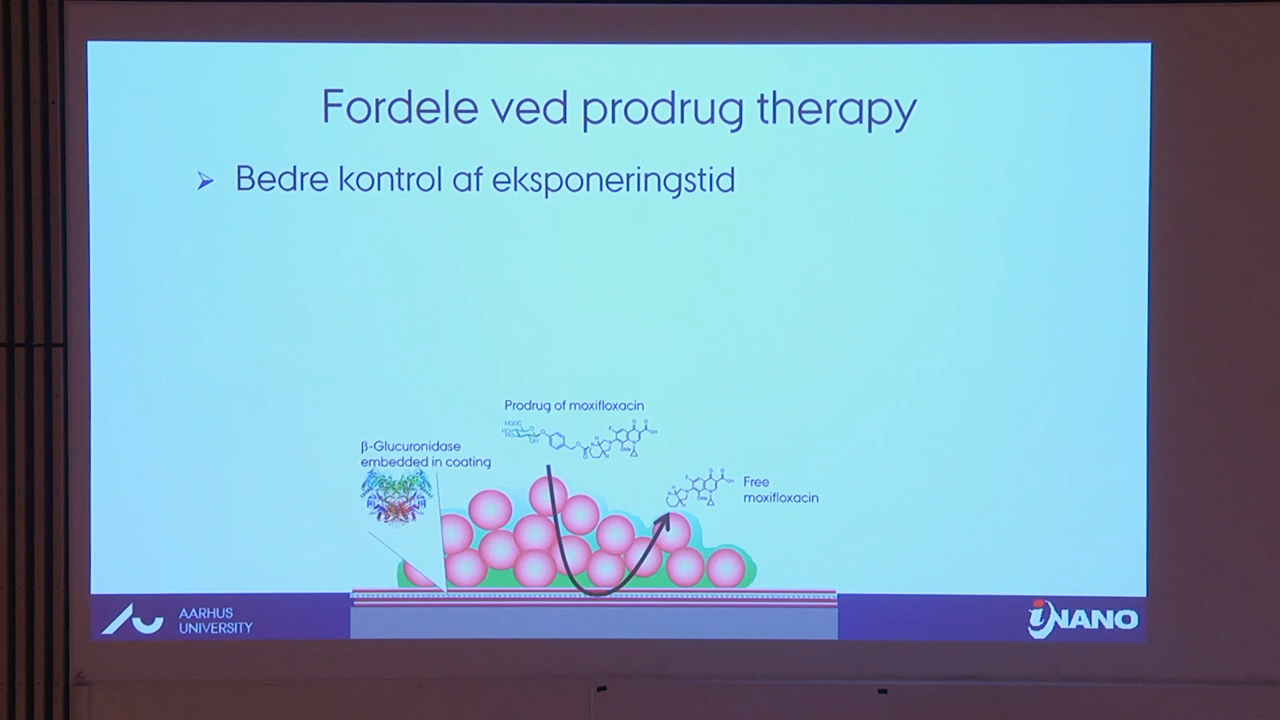 Fordele ved prodrug therapy
Bedre kontrol af eksponeringstid
Prodrug of moxifloxacin
β-Glucuronidase
embedded in coating
Free
moxifloxacin
AARHUS
UNIVERSITY
iNANO